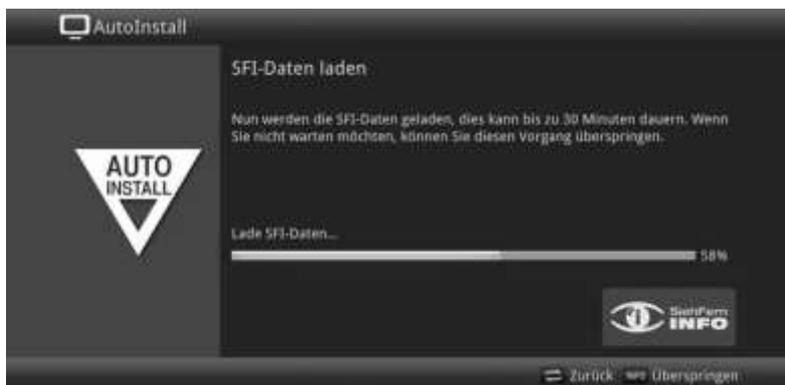 AutoInstall
SFI-Daten laden
Nun werden die SFI-Daten geladen, dies kann bis zu 30 Minuten dauern. Wenn
Sie nicht warten möchten, können Sie diesen Vorgang überspringen.
AUTO
INSTALL
Lade SFI-Daten...
58%
SiehFern
INFO
Zurück INFO Überspringen